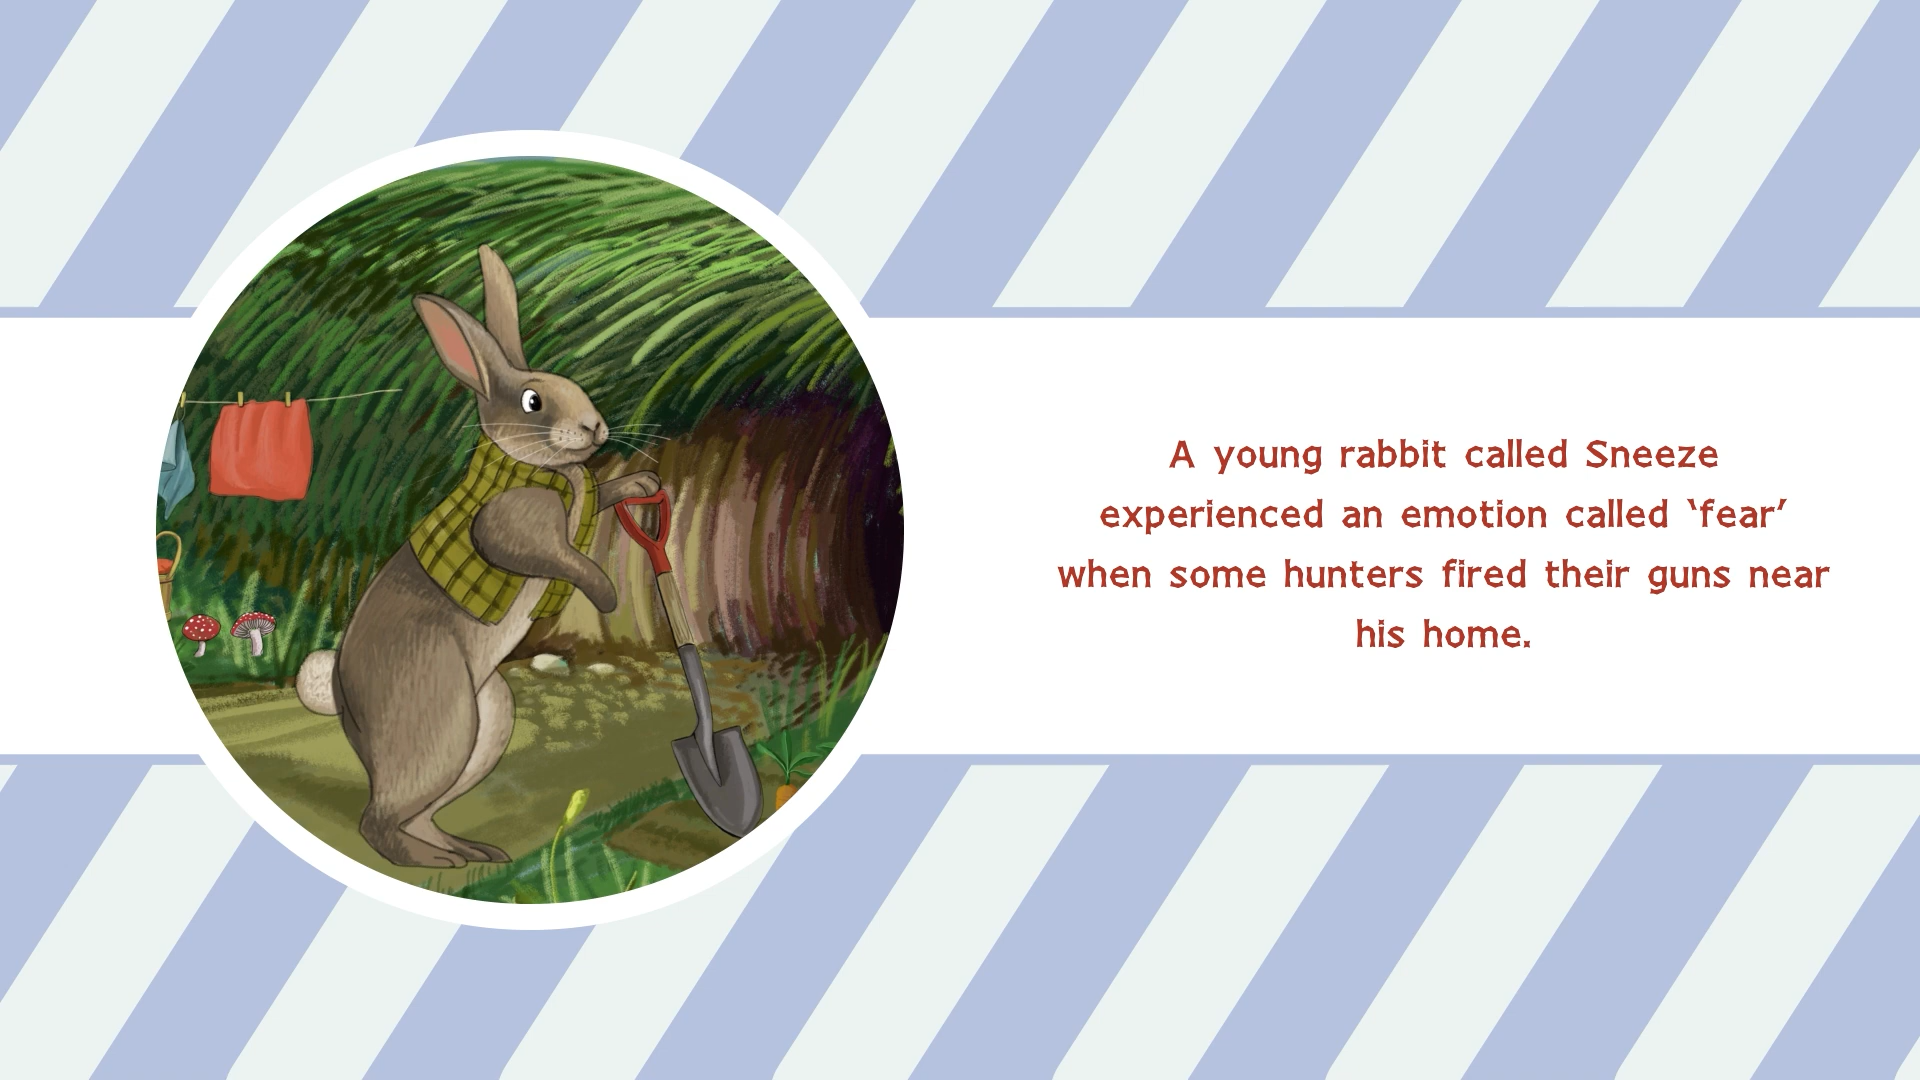 A young rabbit called Sneeze
experienced an emotion called ‘fear’
when some hunters fired their guns near
his home.